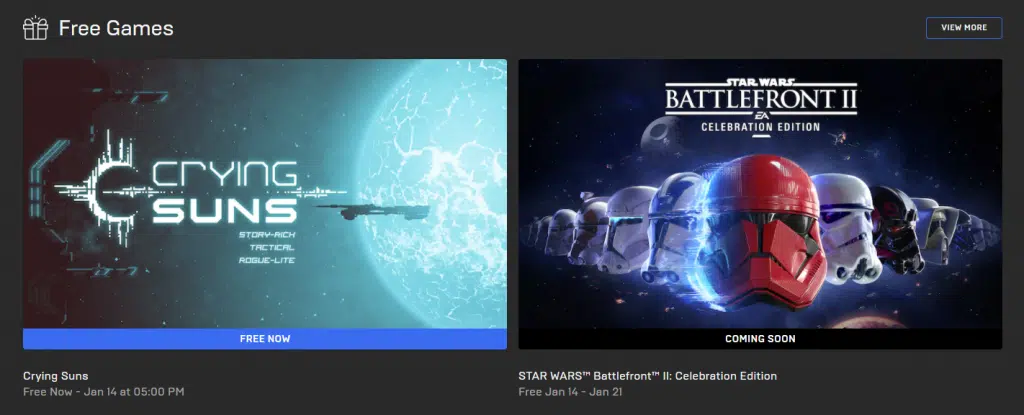 Free Games
VIEW MORE
CRYING
SUNS
STORY-RICH
TACTICAL
ROGUE-LITE
FREE NOW
Crying Suns
Free Now - Jan 14 at 05:00 PM
STAR WARS
BATTLEFRONT II
EA
CELEBRATION EDITION
COMING SOON
STAR WARS™ Battlefront™ II: Celebration Edition
Free Jan 14 - Jan 21